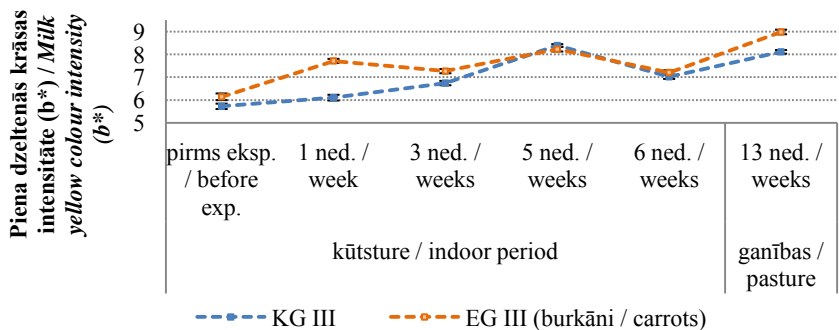 Piena dzeltenās krāsas
intensitāte (b*) / Milk
yellow colour intensity
(b*)
9
8
7
6
5
pirms eksp.
/ before
exp.
1 ned. /
week
3 ned. /
weeks
5 ned. /
weeks
6 ned. /
weeks
13 ned. /
weeks
kūtsture / indoor period
ganības /
pasture
KG III
EG III (burkāni / carrots)